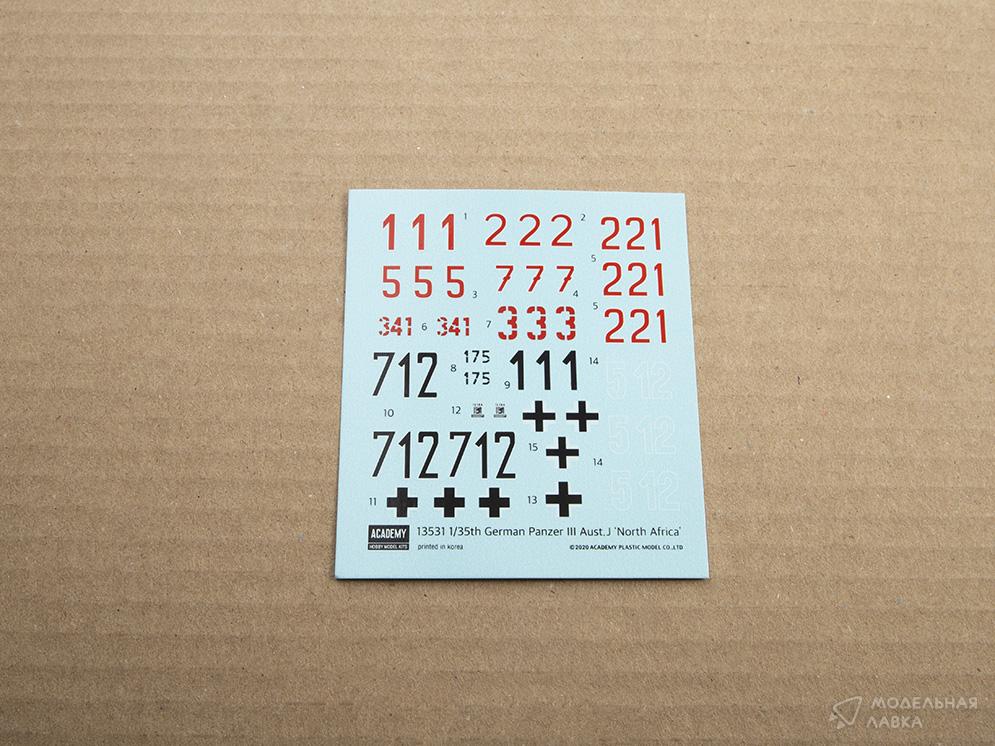 111 1 222 2 221
5
555 3 777 4 221
5
341 6 341 7 333 221
712 8 175 9 111 14
175
512
10 12
512
712 712 15 14
512
11 13
ACADEMY 13531 1/35th German Panzer III Aust.J 'North Africa'
HOBBY MODEL KITS printed in korea ©2020 ACADEMY PLASTIC MODEL CO.,LTD
МОДЕЛЬНАЯ
ЛАВКА